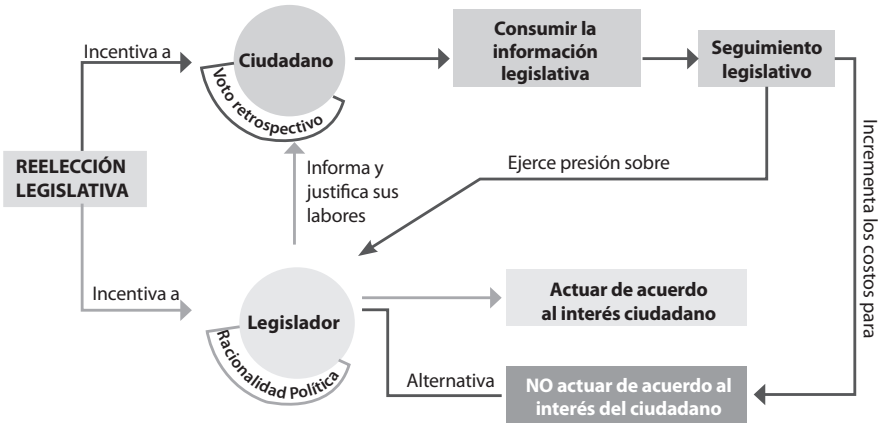 Incentiva a
Ciudadano
Voto retrospectivo
Consumir la
información
legislativa
Seguimiento
legislativo
REELECCIÓN
LEGISLATIVA
Informa y
justifica sus
labores
Ejerce presión sobre
Incrementa los costos para
Incentiva a
Legislador
Racionalidad Política
Actuar de acuerdo
al interés ciudadano
Alternativa
NO actuar de acuerdo al
interés del ciudadano